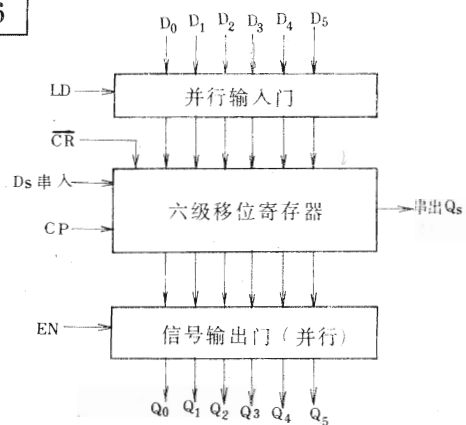 6
D₀ D₁ D₂ D₃ D₄ D₅
LD
并行输入门
C̅R̅
Ds 串入
六级移位寄存器
串出 Qs
CP
EN
信号输出门（并行）
Q₀ Q₁ Q₂ Q₃ Q₄ Q₅